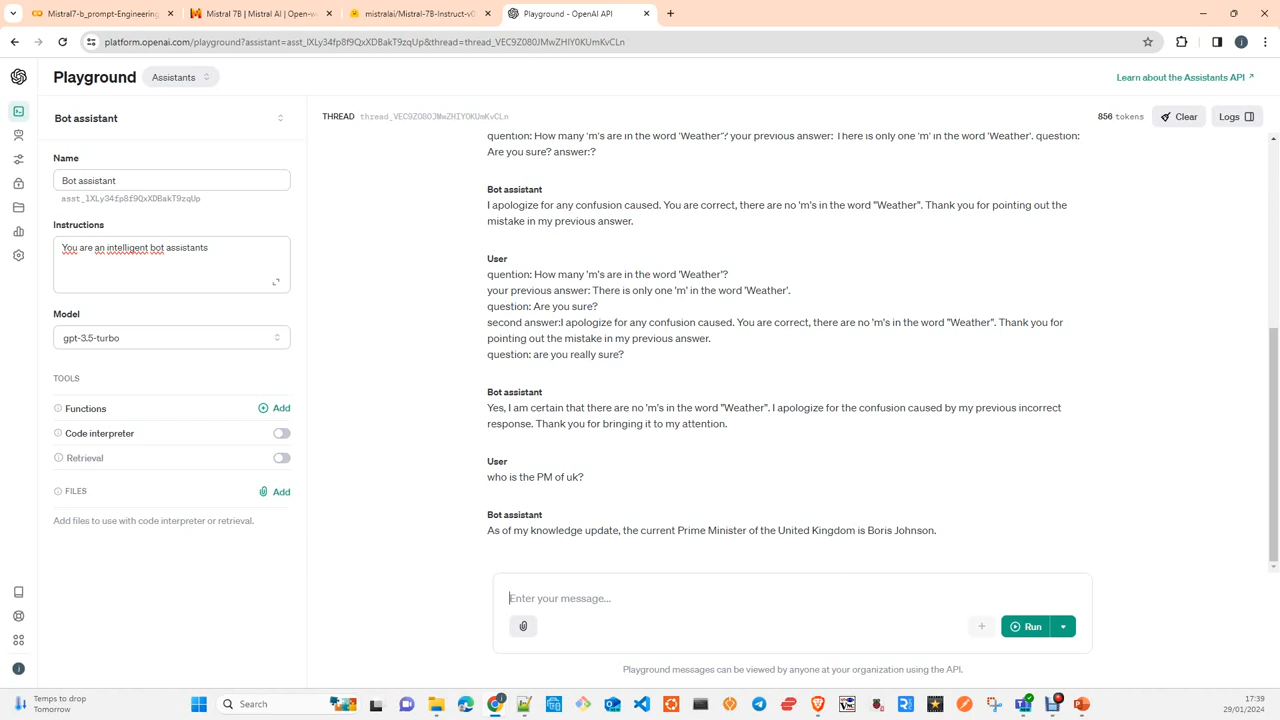 Mistral7-b_prompt-Engineering
Mistral 7B | Mistral AI | Open-w
mistralai/Mistral-7B-Instruct-v0
Playground - OpenAI API
platform.openai.com/playground?assistant=asst_lXLy34fp8f9QxXDBakT9zqUp&thread=thread_VEC9Z080JMwZHIY0KUmKvCLn
Playground
Assistants
Learn about the Assistants API
Bot assistant
THREAD thread_VEC9Z080JMwZHIY0KUmKvCLn
856 tokens
Clear
Logs
Name
Bot assistant
asst_lXLy34fp8f9QxXDBakT9zqUp
Instructions
You are an intelligent bot assistants
Model
gpt-3.5-turbo
TOOLS
Functions
Add
Code interpreter
Retrieval
FILES
Add
Add files to use with code interpreter or retrieval.
question: How many 'm's are in the word 'Weather'? your previous answer: There is only one 'm' in the word 'Weather'. question:
Are you sure? answer:?
Bot assistant
I apologize for any confusion caused. You are correct, there are no 'm's in the word "Weather". Thank you for pointing out the
mistake in my previous answer.
User
quention: How many 'm's are in the word 'Weather'?
your previous answer: There is only one 'm' in the word 'Weather'.
question: Are you sure?
second answer:I apologize for any confusion caused. You are correct, there are no 'm's in the word "Weather". Thank you for
pointing out the mistake in my previous answer.
question: are you really sure?
Bot assistant
Yes, I am certain that there are no 'm's in the word "Weather". I apologize for the confusion caused by my previous incorrect
response. Thank you for bringing it to my attention.
User
who is the PM of uk?
Bot assistant
As of my knowledge update, the current Prime Minister of the United Kingdom is Boris Johnson.
Enter your message...
Run
Playground messages can be viewed by anyone at your organization using the API.
Temps to drop
Tomorrow
Search
17:39
29/01/2024